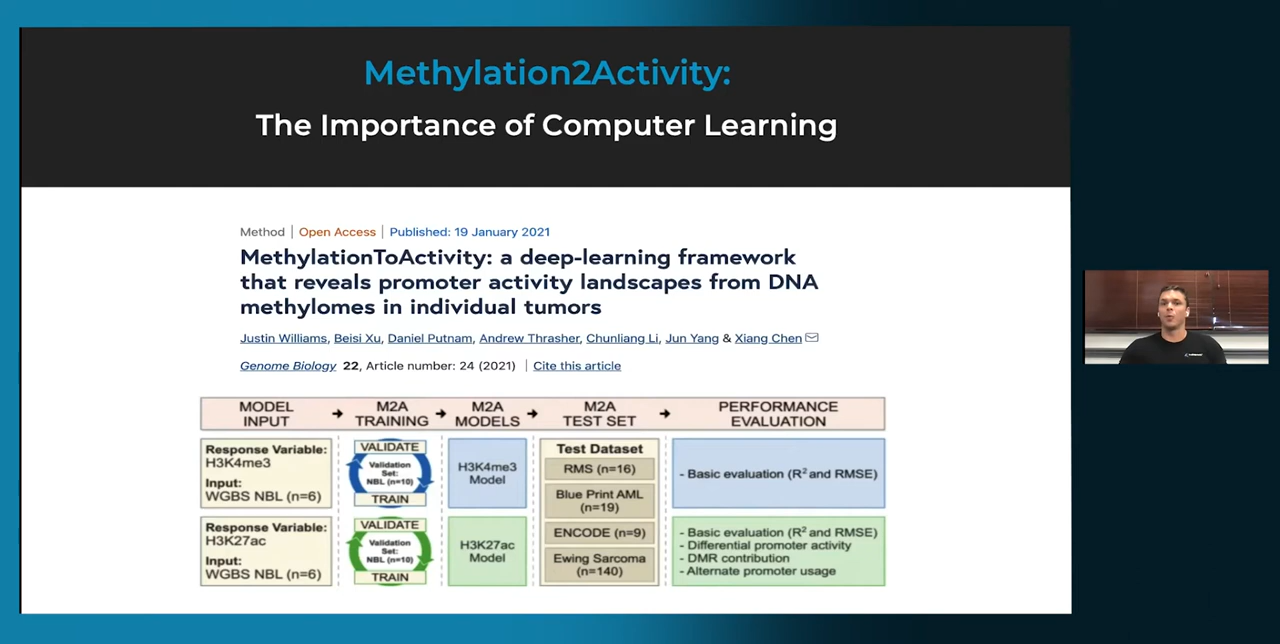 Methylation2Activity:
The Importance of Computer Learning
Method | Open Access | Published: 19 January 2021
MethylationToActivity: a deep-learning framework
that reveals promoter activity landscapes from DNA
methylomes in individual tumors
Justin Williams, Beisi Xu, Daniel Putnam, Andrew Thrasher, Chunliang Li, Jun Yang & Xiang Chen
Genome Biology 22, Article number: 24 (2021) | Cite this article
MODEL
INPUT
M2A
TRAINING
M2A
MODELS
M2A
TEST SET
PERFORMANCE
EVALUATION
Response Variable:
H3K4me3
Input:
WGBS NBL (n=6)
VALIDATE
Validation
Set:
NBL (n=10)
TRAIN
H3K4me3
Model
Test Dataset
RMS (n=16)
Blue Print AML
(n=19)
ENCODE (n=9)
Ewing Sarcoma
(n=140)
- Basic evaluation (R² and RMSE)
Response Variable:
H3K27ac
Input:
WGBS NBL (n=6)
VALIDATE
Validation
Set:
NBL (n=10)
TRAIN
H3K27ac
Model
- Basic evaluation (R² and RMSE)
- Differential promoter activity
- DMR contribution
- Alternate promoter usage